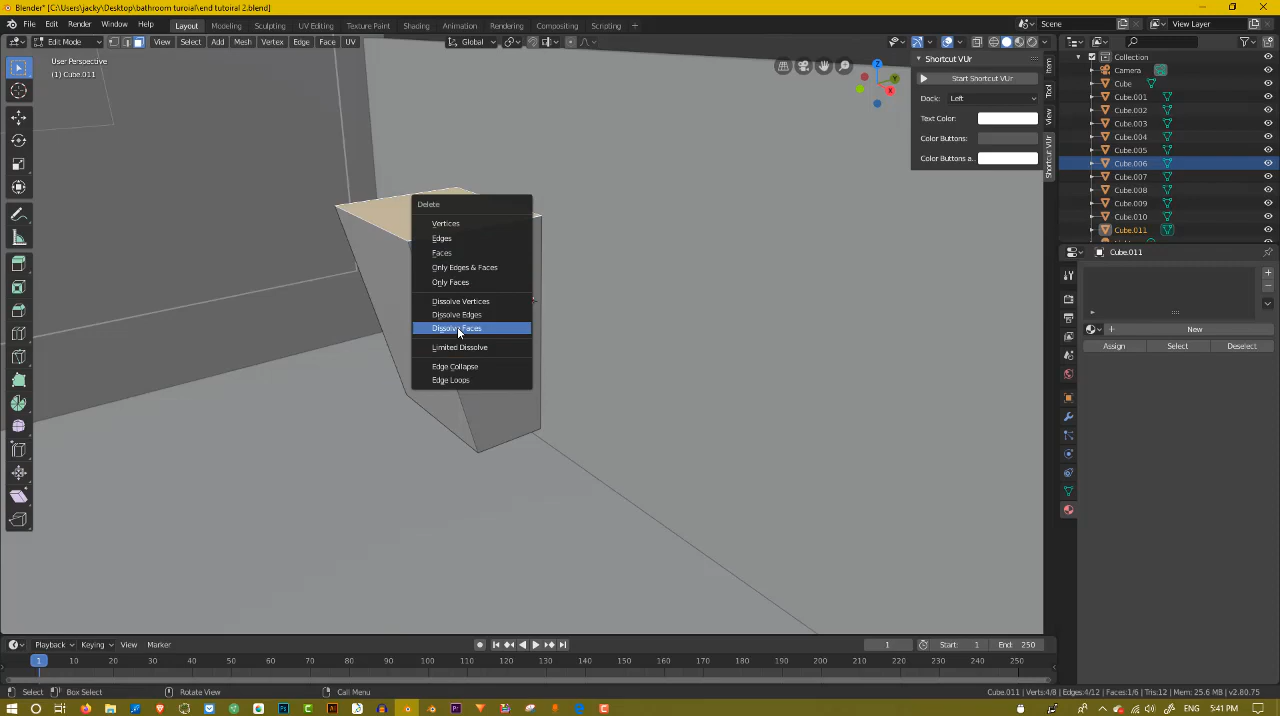 Blender* [C:\Users\jacky\Desktop\bathroom turoial\end tutoiral 2.blend]
File Edit Render Window Help Layout Modeling Sculpting UV Editing Texture Paint Shading Animation Rendering Compositing Scripting + Scene View Layer
Edit Mode View Select Add Mesh Vertex Edge Face UV Global
User Perspective
(1) Cube.011
Shortcut VUr
Start Shortcut VUr
Dock: Left
Text Color:
Color Buttons:
Color Buttons a..
Item
Tool
View
Shortcut VUr
Z
Y
X
Collection
Camera
Cube
Cube.001
Cube.002
Cube.003
Cube.004
Cube.005
Cube.006
Cube.007
Cube.008
Cube.009
Cube.010
Cube.011
Cube.011
New
Assign Select Deselect
Delete
Vertices
Edges
Faces
Only Edges & Faces
Only Faces
Dissolve Vertices
Dissolve Edges
Dissolve Faces
Limited Dissolve
Edge Collapse
Edge Loops
Playback Keying View Marker 1 Start: 1 End: 250
1 10 20 30 40 50 60 70 80 90 100 110 120 130 140 150 160 170 180 190 200 210 220 230 240 250
Select Box Select Rotate View Call Menu Cube.011 | Verts:4/8 | Edges:4/12 | Faces:1/6 | Tris:12 | Mem: 25.6 MB | v2.80.75
5:41 PM